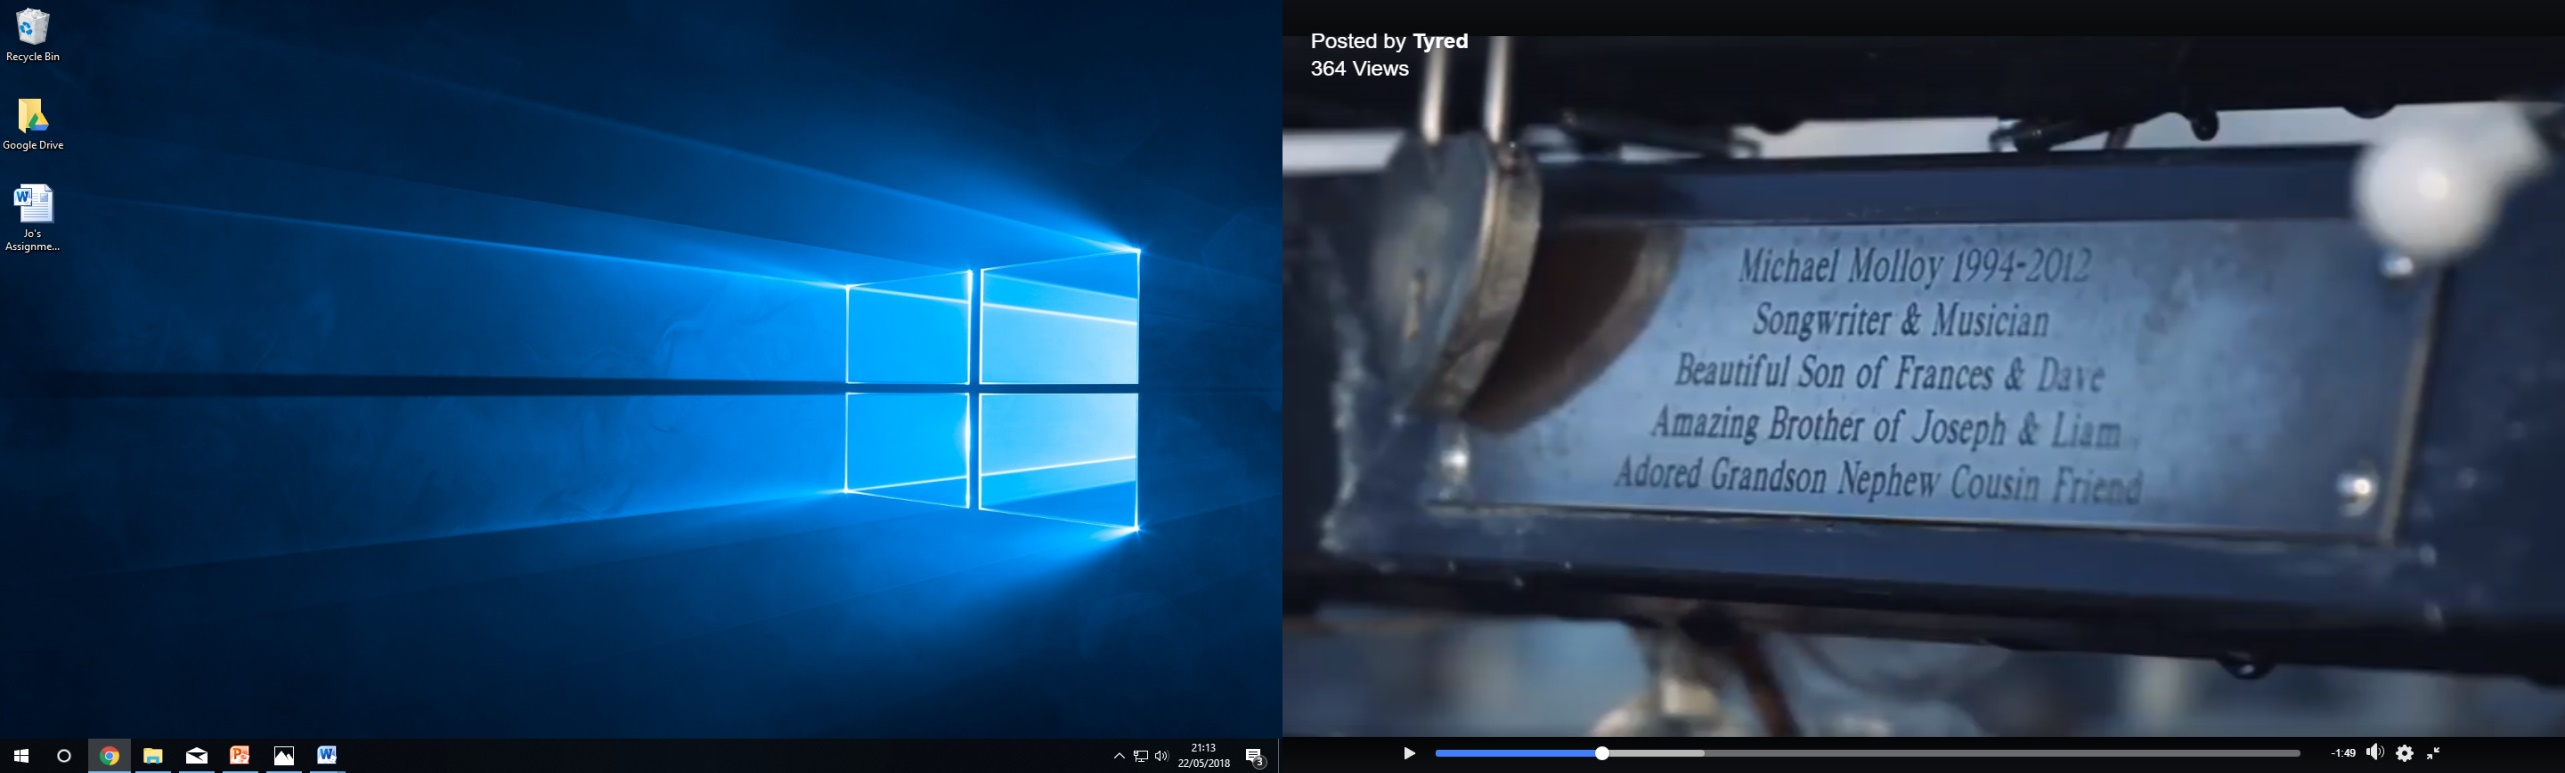 Recycle Bin
Google Drive
Jo's
Assignme...
21:13
22/05/2018
3
Posted by Tyred
364 Views
Michael Molloy 1994-2012
Songwriter & Musician
Beautiful Son of Frances & Dave
Amazing Brother of Joseph & Liam
Adored Grandson Nephew Cousin Friend
-1:49